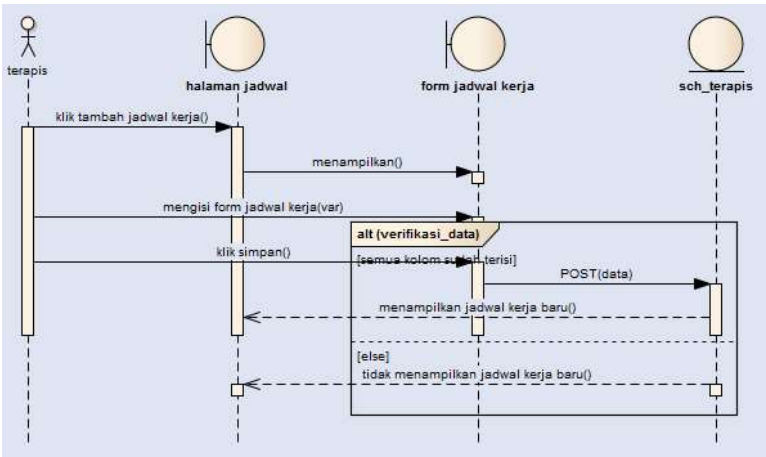 terapis
halaman jadwal
form jadwal kerja
sch_terapis
klik tambah jadwal kerja()
menampilkan()
mengisi form jadwal kerja(var)
alt (verifikasi_data)
klik simpan()
[semua kolom sudah terisi]
POST(data)
menampilkan jadwal kerja baru()
[else]
tidak menampilkan jadwal kerja baru()